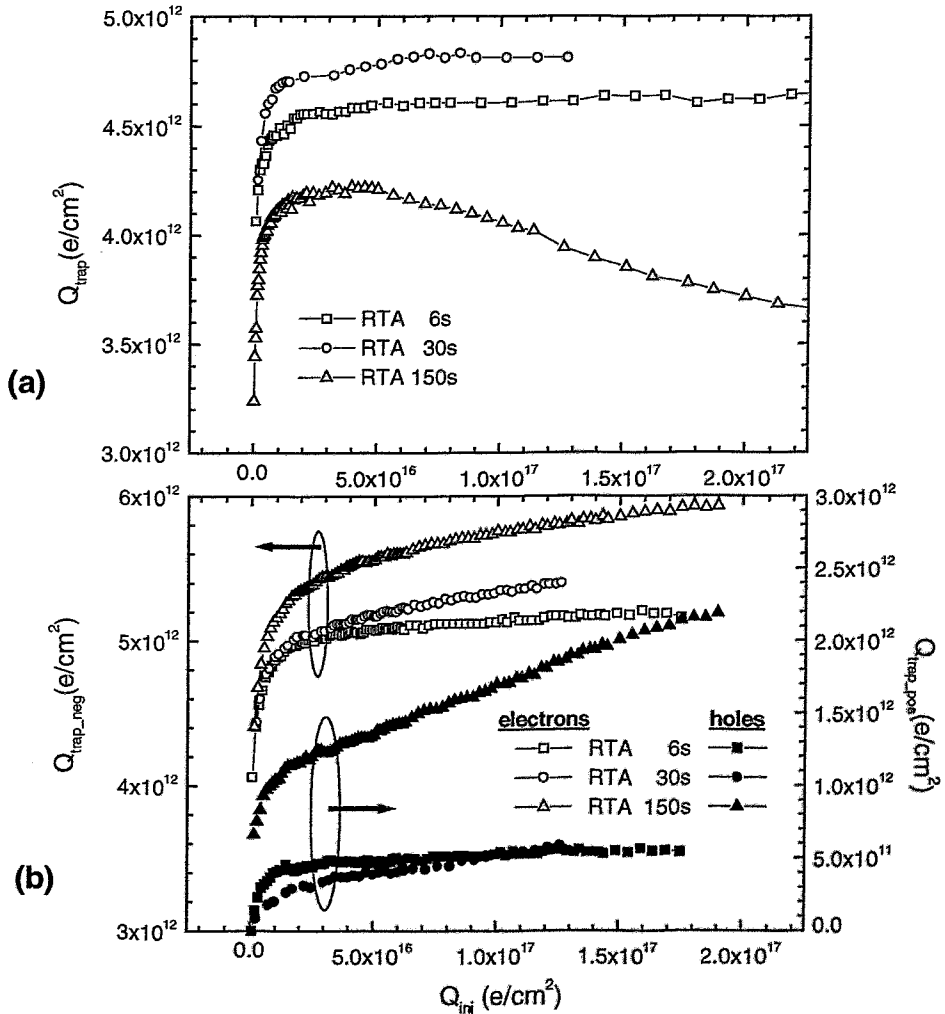 (a)
5.0x10^12
4.5x10^12
4.0x10^12
3.5x10^12
3.0x10^12
Q_trap(e/cm^2)
RTA 6s
RTA 30s
RTA 150s
0.0 5.0x10^16 1.0x10^17 1.5x10^17 2.0x10^17
(b)
6x10^12
5x10^12
4x10^12
3x10^12
Q_trap_neg(e/cm^2)
3.0x10^12
2.5x10^12
2.0x10^12
1.5x10^12
1.0x10^12
5.0x10^11
0.0
Q_trap_pos(e/cm^2)
electrons holes
RTA 6s
RTA 30s
RTA 150s
0.0 5.0x10^16 1.0x10^17 1.5x10^17 2.0x10^17
Q_inj (e/cm^2)